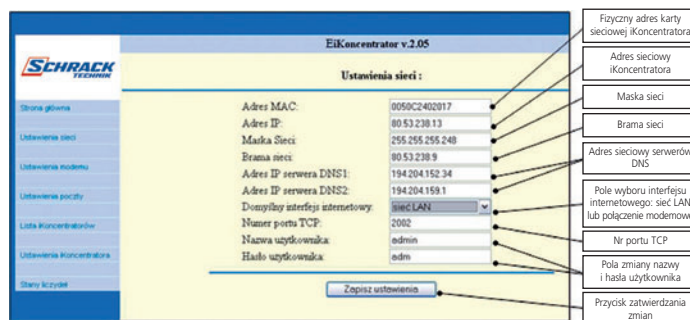 EiKoncentrator v.2.05
SCHRACK
TECHNIK
Ustawienia sieci :
Strona główna
Ustawienia sieci
Ustawienia modemu
Ustawienia poczty
Lista iKoncentratorów
Ustawienia iKoncentratora
Stany liczydeł
Adres MAC: 0050C2402017
Adres IP: 80.53.238.13
Maska Sieci: 255.255.255.248
Brama sieci: 80.53.238.9
Adres IP serwera DNS1: 194.204.152.34
Adres IP serwera DNS2: 194.204.159.1
Domyślny interfejs internetowy: sieć LAN
Numer portu TCP: 2002
Nazwa użytkownika: admin
Hasło użytkownika: adm
Zapisz ustawienia
Fizyczny adres karty
sieciowej iKoncentratora
Adres sieciowy
iKoncentratora
Maska sieci
Brama sieci
Adres sieciowy serwerów
DNS
Pole wyboru interfejsu
internetowego: sieć LAN
lub połączenie modemowe
Nr portu TCP
Pola zmiany nazwy
i hasła użytkownika
Przycisk zatwierdzania
zmian